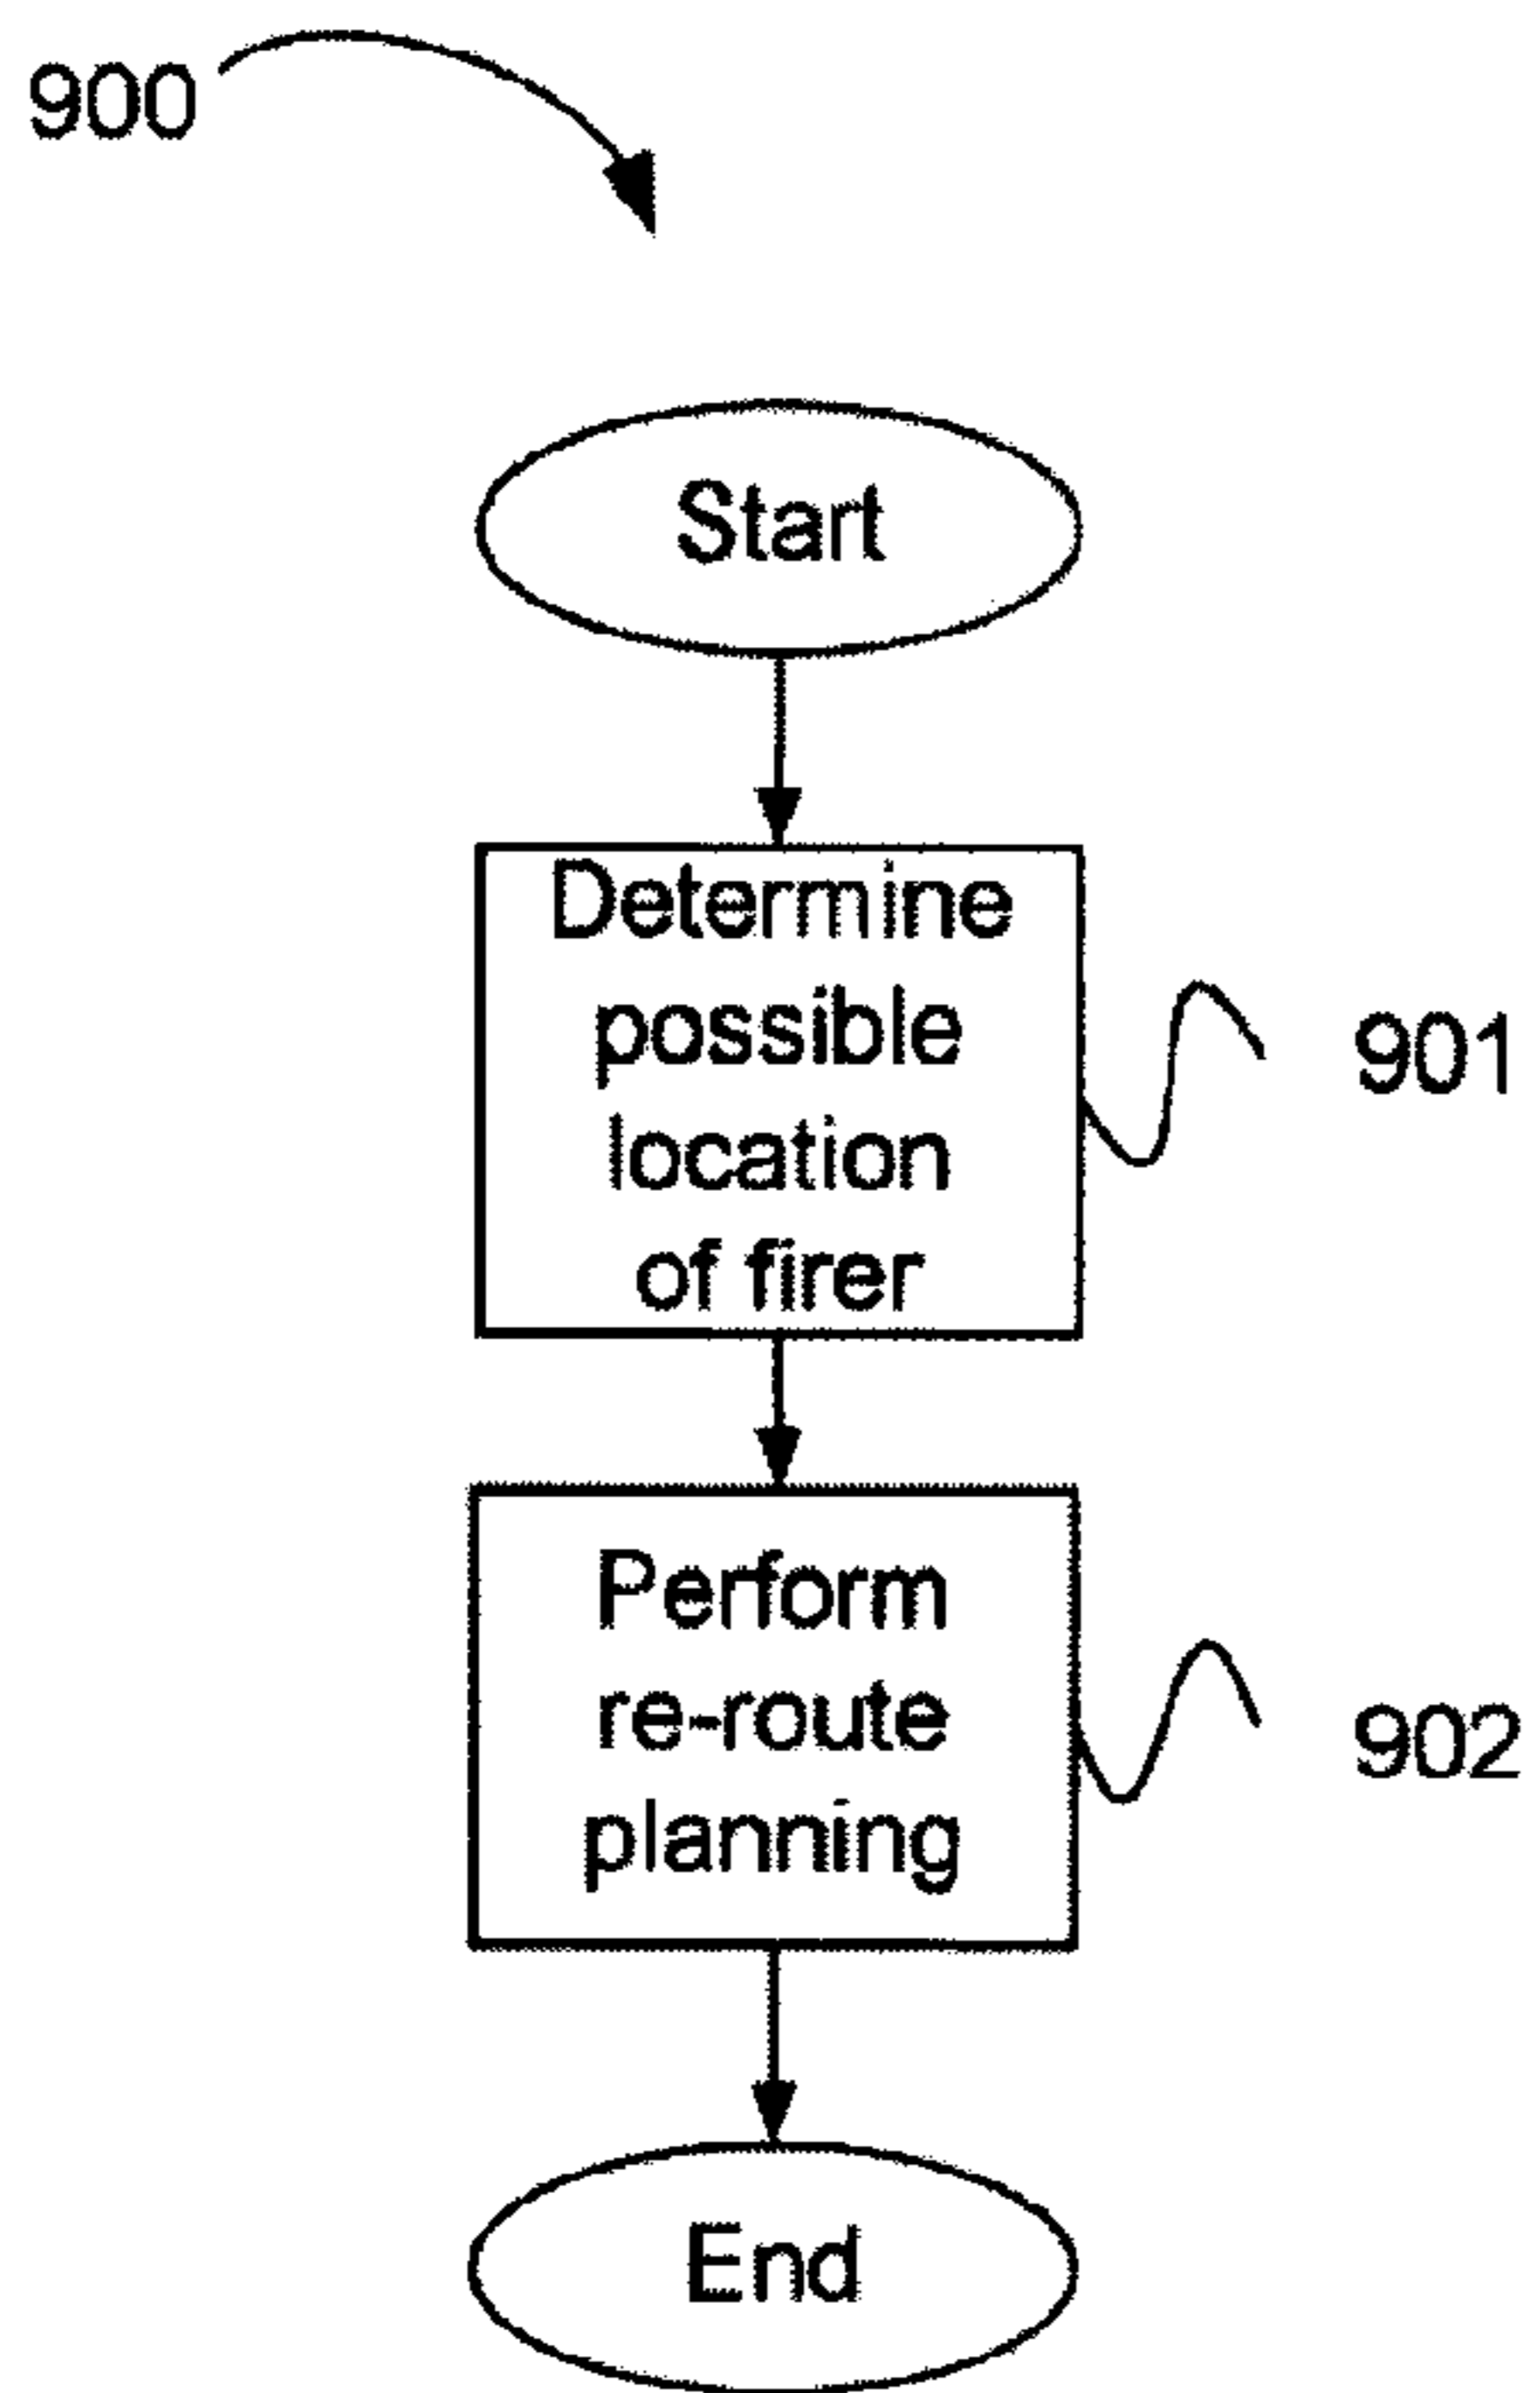 900
Start
Determine
possible
location
of firer
901
Perform
re-route
planning
902
End